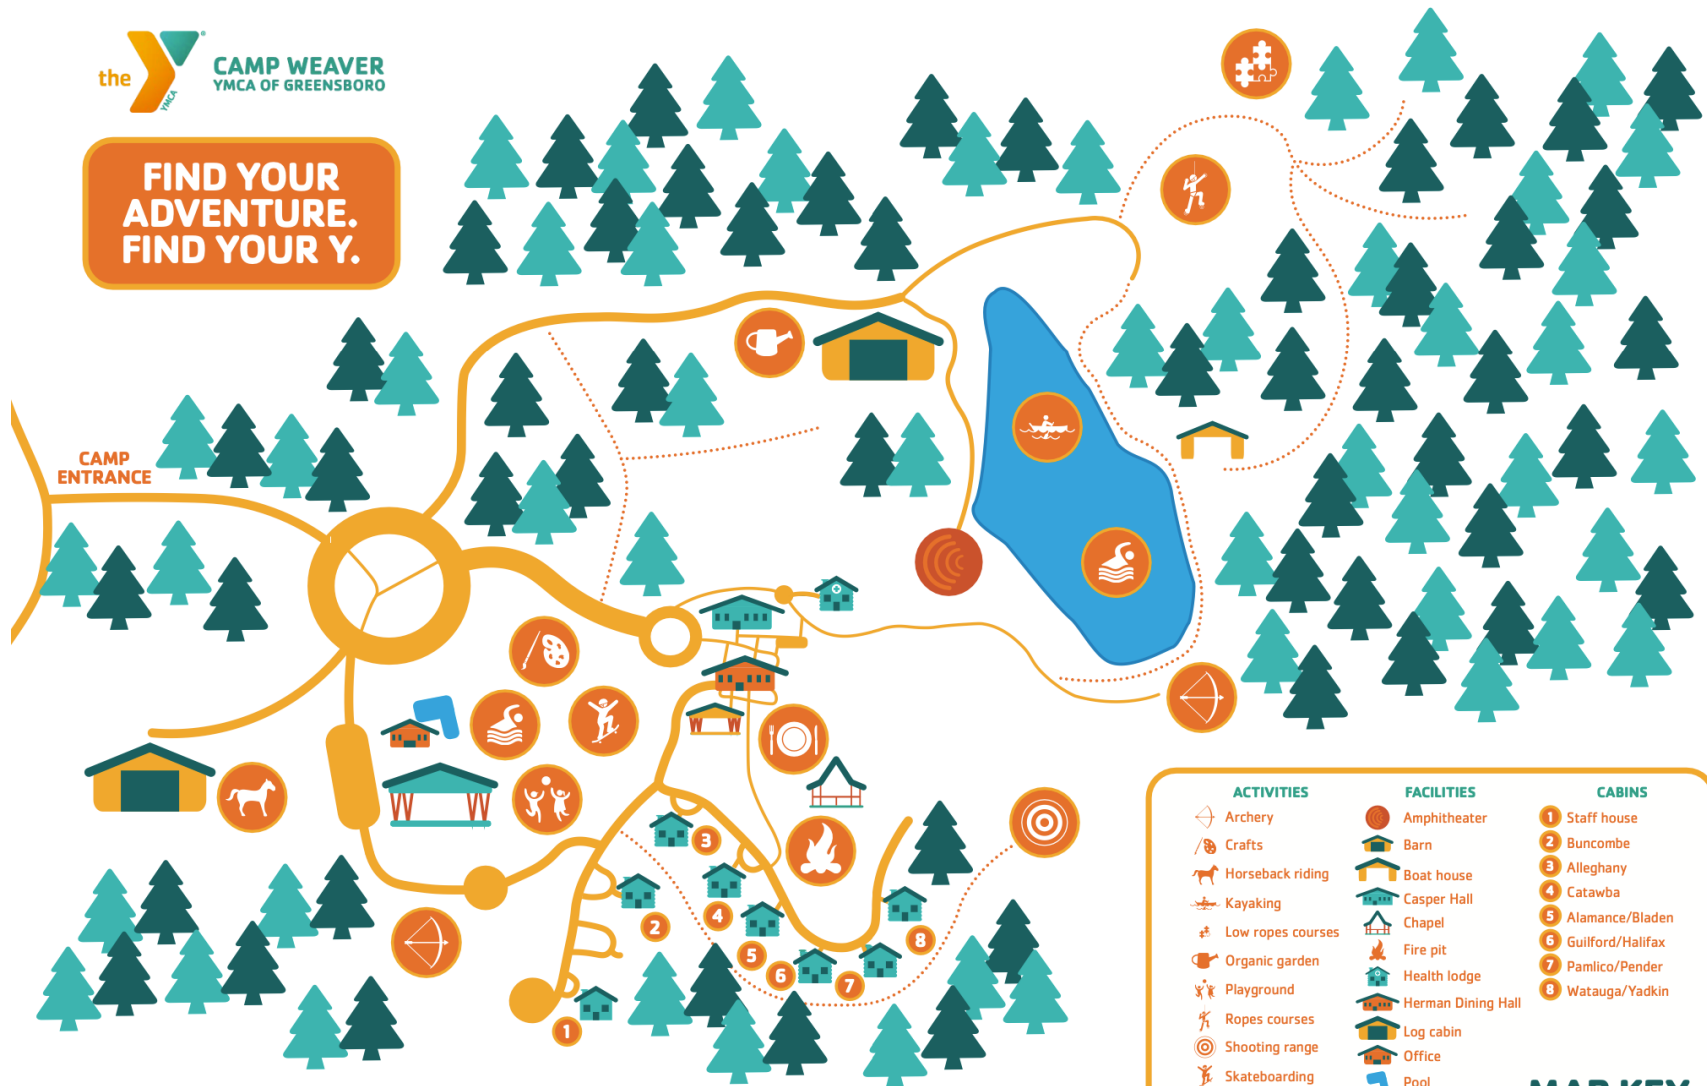 the
YMCA
CAMP WEAVER
YMCA OF GREENSBORO
FIND YOUR
ADVENTURE.
FIND YOUR Y.
CAMP
ENTRANCE
3
2
4
5
6
7
8
1
ACTIVITIES
Archery
Crafts
Horseback riding
Kayaking
Low ropes courses
Organic garden
Playground
Ropes courses
Shooting range
Skateboarding
FACILITIES
Amphitheater
Barn
Boat house
Casper Hall
Chapel
Fire pit
Health lodge
Herman Dining Hall
Log cabin
Office
Pool
CABINS
1 Staff house
2 Buncombe
3 Alleghany
4 Catawba
5 Alamance/Bladen
6 Guilford/Halifax
7 Pamlico/Pender
8 Watauga/Yadkin